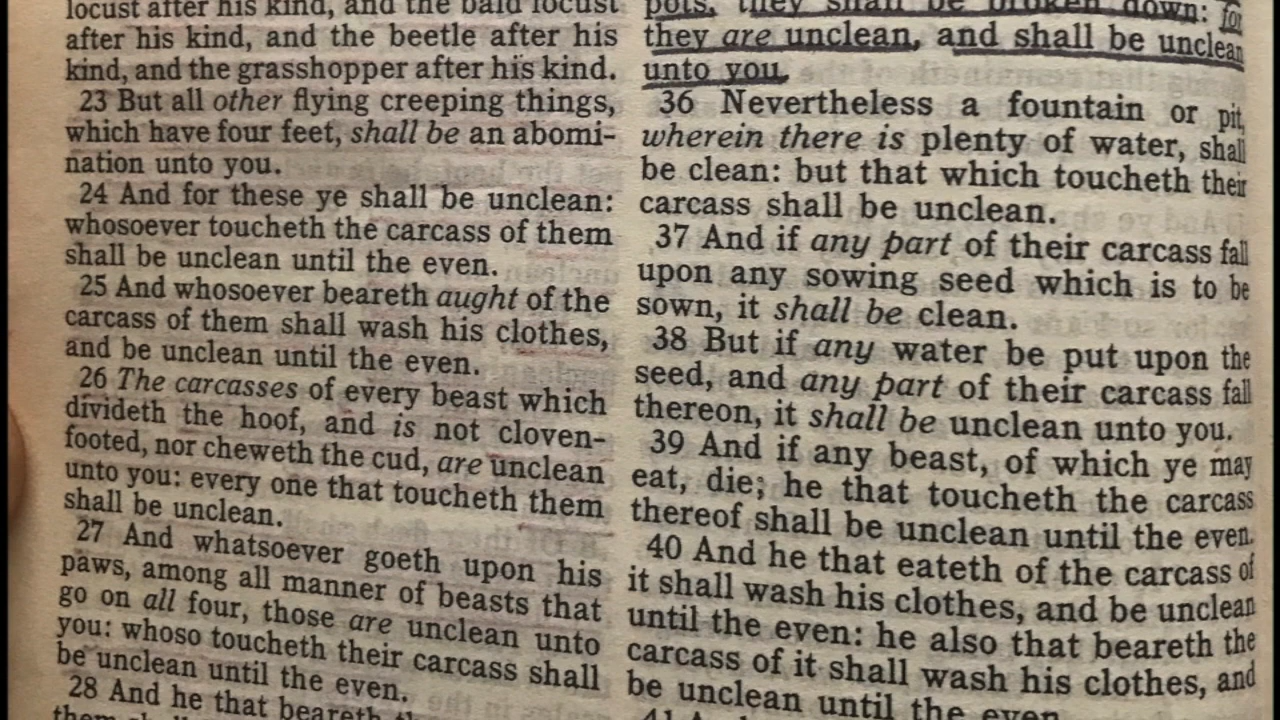 locust after his kind, and the bald locust
after his kind, and the beetle after his
kind, and the grasshopper after his kind.
23 But all other flying creeping things,
which have four feet, shall be an abomi-
nation unto you.
24 And for these ye shall be unclean:
whosoever toucheth the carcass of them
shall be unclean until the even.
25 And whosoever beareth aught of the
carcass of them shall wash his clothes,
and be unclean until the even.
26 The carcasses of every beast which
divideth the hoof, and is not cloven-
footed, nor cheweth the cud, are unclean
unto you: every one that toucheth them
shall be unclean.
27 And whatsoever goeth upon his
paws, among all manner of beasts that
go on all four, those are unclean unto
you: whoso toucheth their carcass shall
be unclean until the even.
28 And he that beareth
them
pots, they shall be broken down: for
they are unclean, and shall be unclean
unto you.
36 Nevertheless a fountain or pit,
wherein there is plenty of water, shall
be clean: but that which toucheth their
carcass shall be unclean.
37 And if any part of their carcass fall
upon any sowing seed which is to be
sown, it shall be clean.
38 But if any water be put upon the
seed, and any part of their carcass fall
thereon, it shall be unclean unto you.
39 And if any beast, of which ye may
eat, die; he that toucheth the carcass
thereof shall be unclean until the even.
40 And he that eateth of the carcass of
it shall wash his clothes, and be unclean
until the even: he also that beareth the
carcass of it shall wash his clothes, and
be unclean until the even.
41